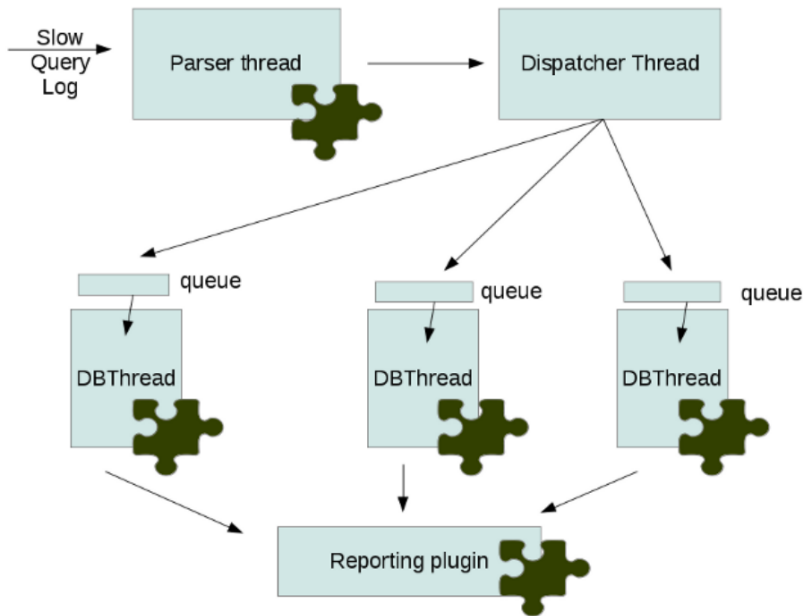 Slow
Query
Log
Parser thread
Dispatcher Thread
queue
queue
queue
DBThread
DBThread
DBThread
Reporting plugin